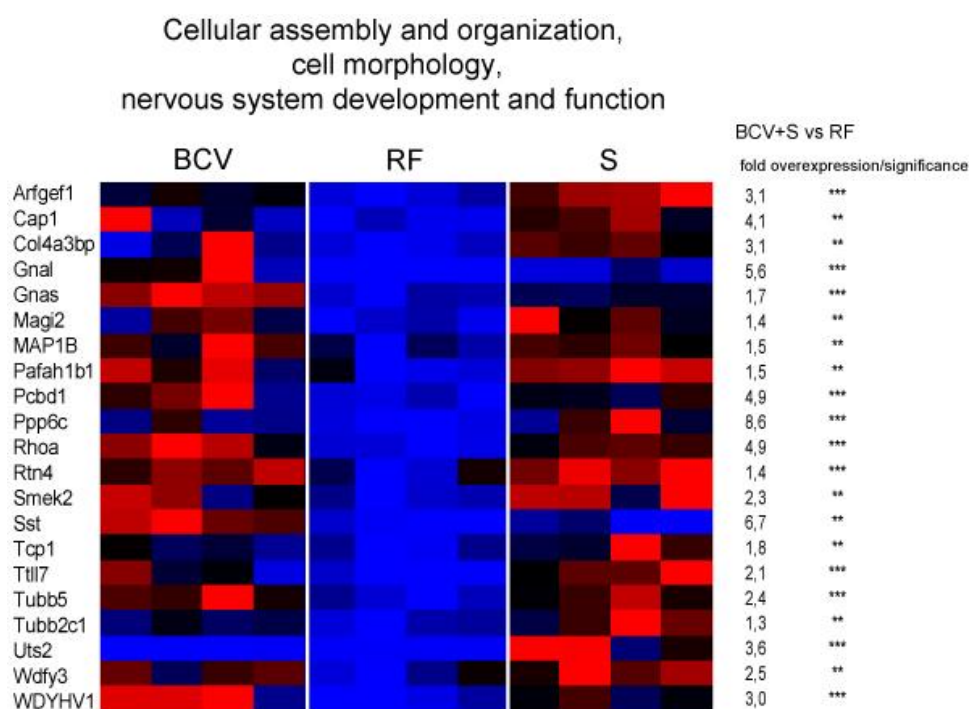 Cellular assembly and organization,
cell morphology,
nervous system development and function
BCV+S vs RF
BCV RF S
fold overexpression/significance
Arfgef1 3,1 ***
Cap1 4,1 **
Col4a3bp 3,1 **
Gnal 5,6 ***
Gnas 1,7 ***
Magi2 1,4 **
MAP1B 1,5 **
Pafah1b1 1,5 **
Pcbd1 4,9 ***
Ppp6c 8,6 ***
Rhoa 4,9 ***
Rtn4 1,4 ***
Smek2 2,3 **
Sst 6,7 **
Tcp1 1,8 **
Ttll7 2,1 ***
Tubb5 2,4 ***
Tubb2c1 1,3 **
Uts2 3,6 ***
Wdfy3 2,5 **
WDYHV1 3,0 ***